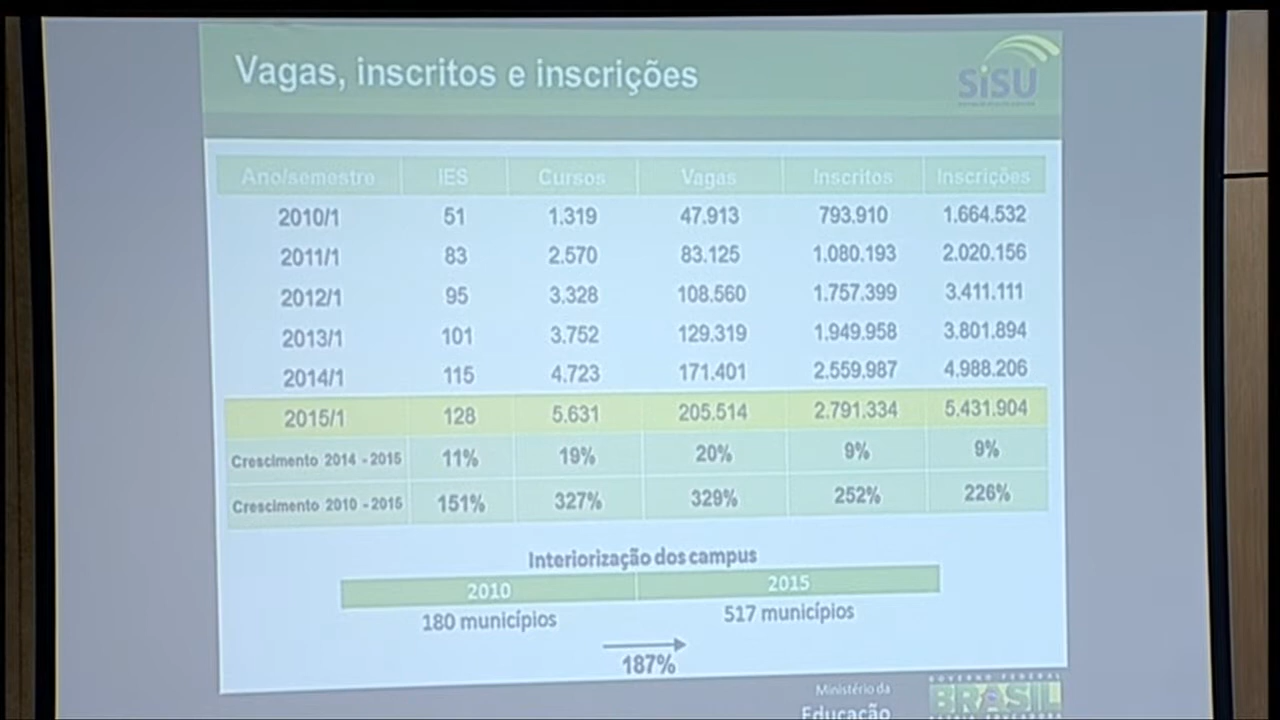 Vagas, inscritos e inscrições
SiSU
Ano/semestre IES Cursos Vagas Inscritos Inscrições
2010/1 51 1.319 47.913 793.910 1.664.532
2011/1 83 2.570 83.125 1.080.193 2.020.156
2012/1 95 3.328 108.560 1.757.399 3.411.111
2013/1 101 3.752 129.319 1.949.958 3.801.894
2014/1 115 4.723 171.401 2.559.987 4.988.206
2015/1 128 5.631 205.514 2.791.334 5.431.904
Crescimento 2014 - 2015 11% 19% 20% 9% 9%
Crescimento 2010 - 2015 151% 327% 329% 252% 226%
Interiorização dos campus
2010 2015
180 municípios 517 municípios
187%
Ministério da
Educação
GOVERNO FEDERAL
BRASIL